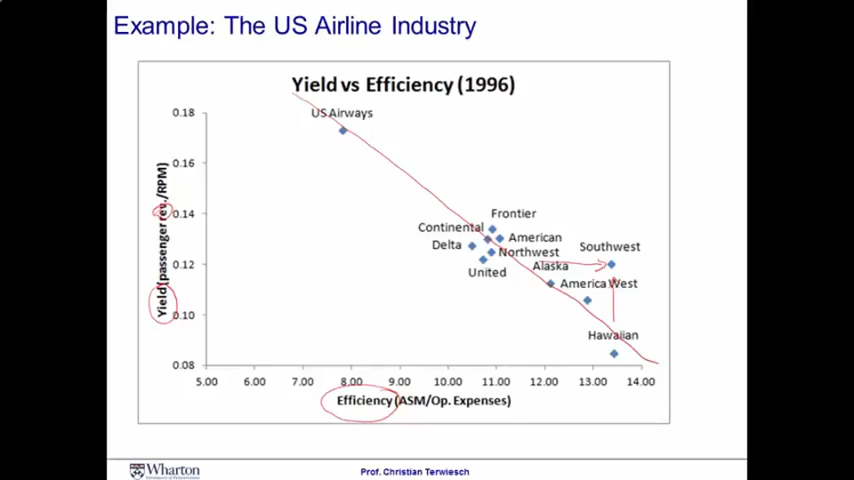 Example: The US Airline Industry
Yield vs Efficiency (1996)
0.18
0.16
0.14
0.12
0.10
0.08
Yield (passenger rev./RPM)
US Airways
Frontier
Continental
American
Delta
Northwest
Southwest
United
Alaska
America West
Hawaiian
5.00 6.00 7.00 8.00 9.00 10.00 11.00 12.00 13.00 14.00
Efficiency (ASM/Op. Expenses)
Wharton
Prof. Christian Terwiesch